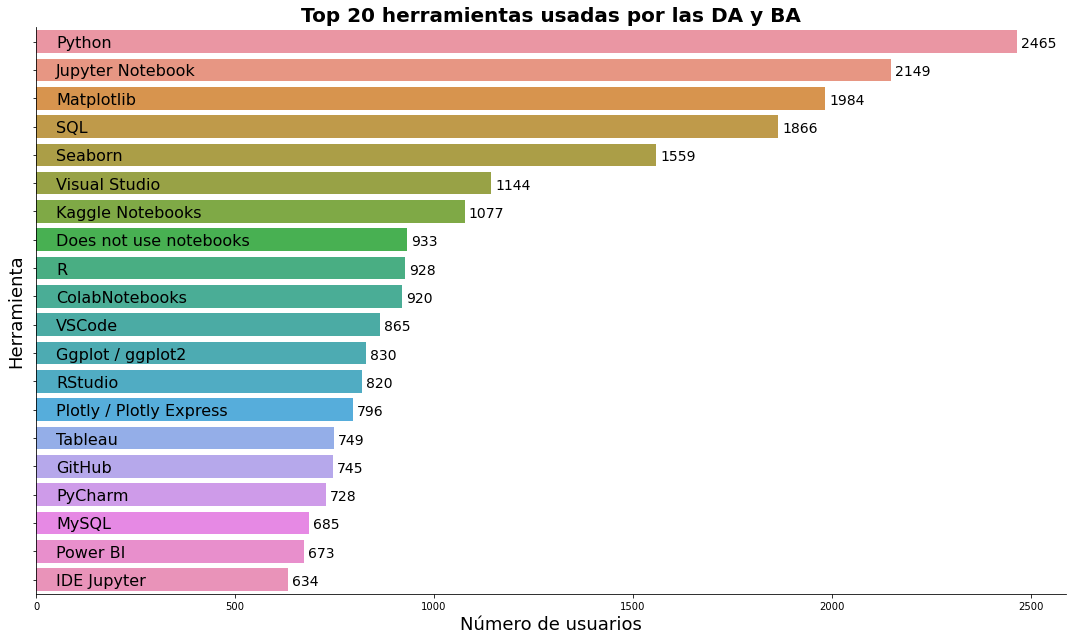 Top 20 herramientas usadas por las DA y BA
Herramienta
Python 2465
Jupyter Notebook 2149
Matplotlib 1984
SQL 1866
Seaborn 1559
Visual Studio 1144
Kaggle Notebooks 1077
Does not use notebooks 933
R 928
ColabNotebooks 920
VSCode 865
Ggplot / ggplot2 830
RStudio 820
Plotly / Plotly Express 796
Tableau 749
GitHub 745
PyCharm 728
MySQL 685
Power BI 673
IDE Jupyter 634
0 500 1000 1500 2000 2500
Número de usuarios